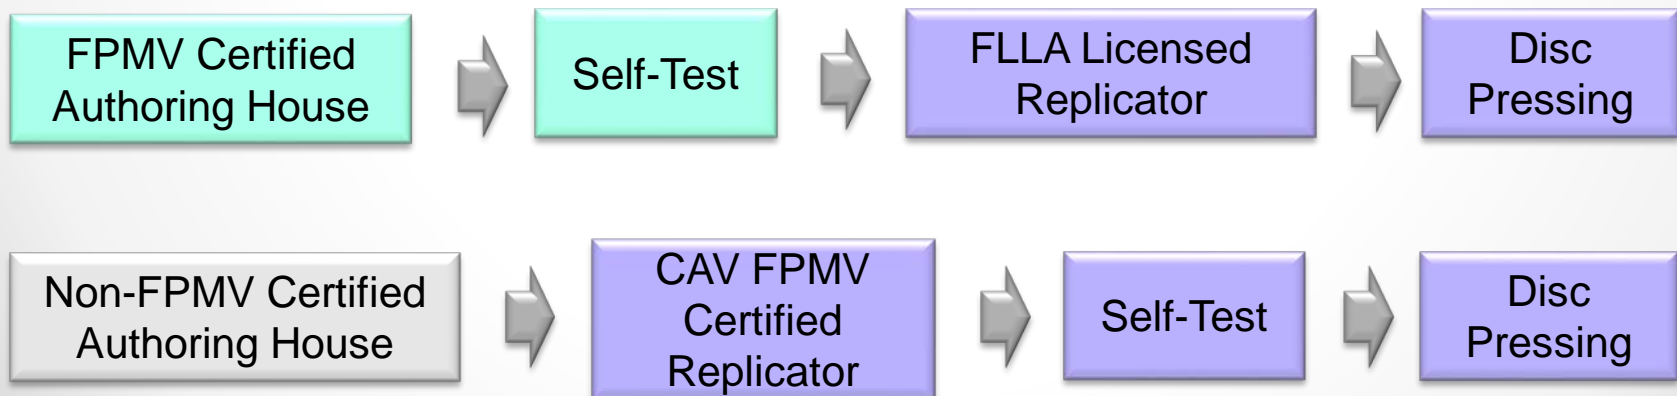 FPMV Certified
Authoring House
Self-Test
FLLA Licensed
Replicator
Disc
Pressing
Non-FPMV Certified
Authoring House
CAV FPMV
Certified
Replicator
Self-Test
Disc
Pressing